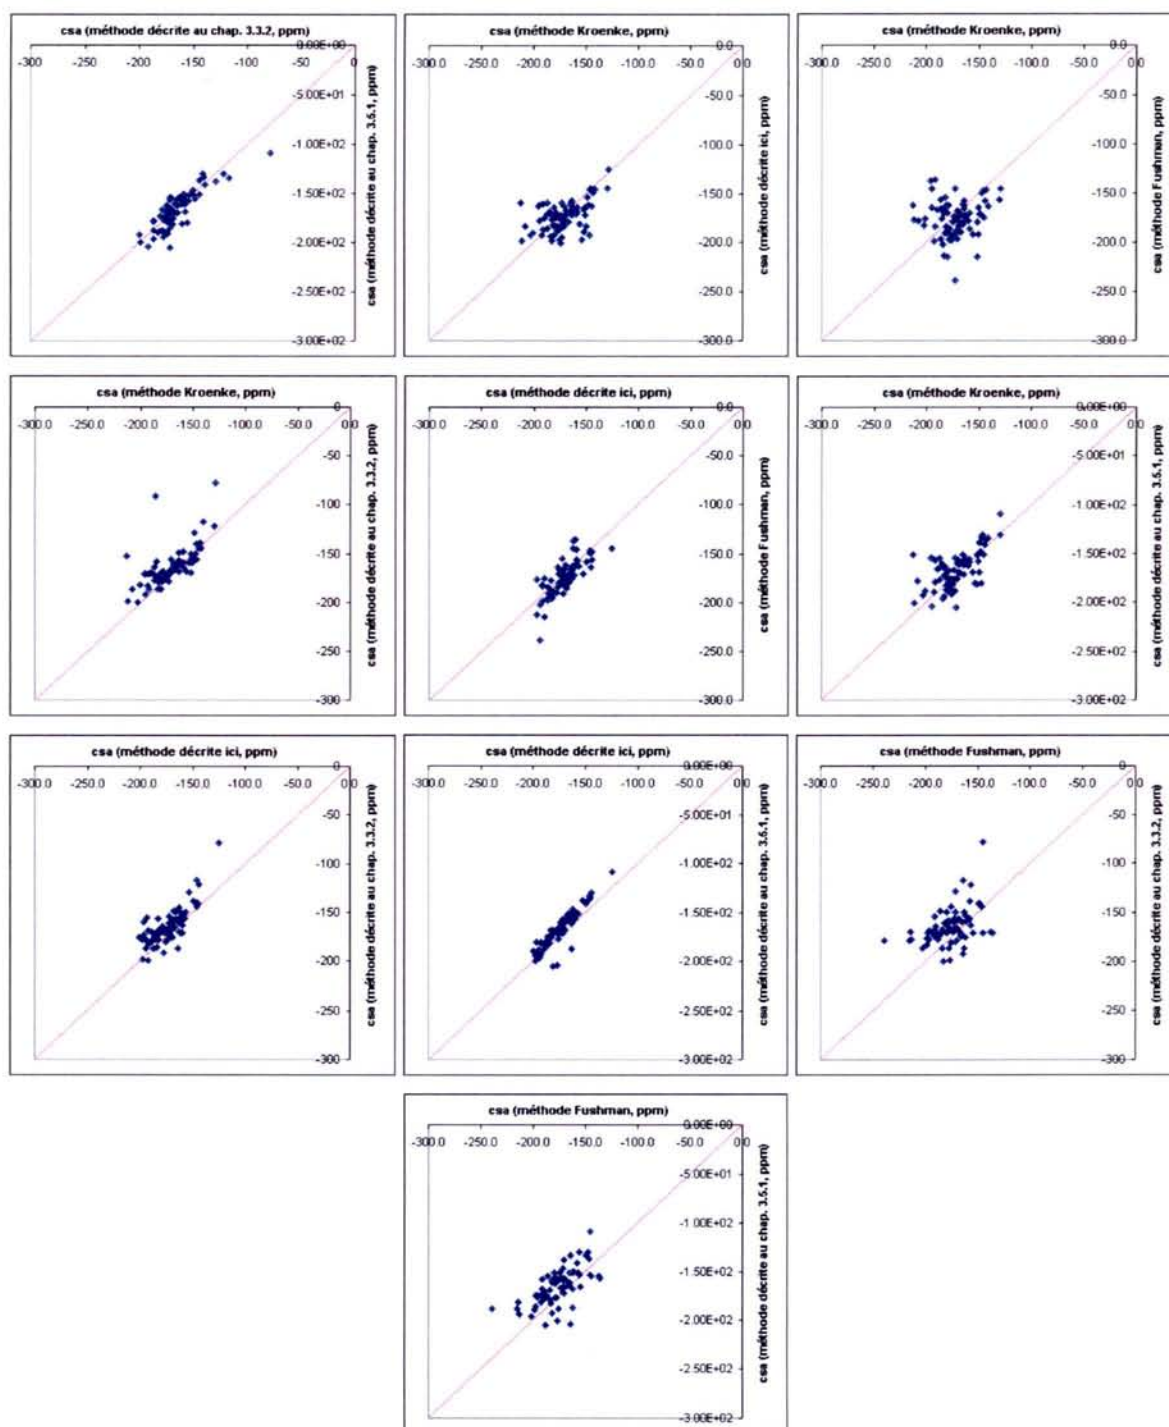 csa (méthode décrite au chap. 3.3.2, ppm)
0.00E+00
-300 -250 -200 -150 -100 -50 0
-5.00E+01
-1.00E+02
-1.50E+02
-2.00E+02
-2.50E+02
-3.00E+02
csa (méthode décrite au chap. 3.5.1, ppm)
csa (méthode Kroenke, ppm)
0.0
-300.0 -250.0 -200.0 -150.0 -100.0 -50.0 0.0
-50.0
-100.0
-150.0
-200.0
-250.0
-300.0
csa (méthode décrite ici, ppm)
csa (méthode Kroenke, ppm)
0.0
-300.0 -250.0 -200.0 -150.0 -100.0 -50.0 0.0
-50.0
-100.0
-150.0
-200.0
-250.0
-300.0
csa (méthode Fushman, ppm)
csa (méthode Kroenke, ppm)
0
-300.0 -250.0 -200.0 -150.0 -100.0 -50.0 0.0
-50
-100
-150
-200
-250
-300
csa (méthode décrite au chap. 3.3.2, ppm)
csa (méthode décrite ici, ppm)
0.0
-300.0 -250.0 -200.0 -150.0 -100.0 -50.0 0.0
-50.0
-100.0
-150.0
-200.0
-250.0
-300.0
csa (méthode Fushman, ppm)
csa (méthode Kroenke, ppm)
0.00E+00
-300.0 -250.0 -200.0 -150.0 -100.0 -50.0 0.0
-5.00E+01
-1.00E+02
-1.50E+02
-2.00E+02
-2.50E+02
-3.00E+02
csa (méthode décrite au chap. 3.5.1, ppm)
csa (méthode décrite ici, ppm)
0
-300.0 -250.0 -200.0 -150.0 -100.0 -50.0 0.0
-50
-100
-150
-200
-250
-300
csa (méthode décrite au chap. 3.3.2, ppm)
csa (méthode décrite ici, ppm)
0.00E+00
-300.0 -250.0 -200.0 -150.0 -100.0 -50.0 0.0
-5.00E+01
-1.00E+02
-1.50E+02
-2.00E+02
-2.50E+02
-3.00E+02
csa (méthode décrite au chap. 3.5.1, ppm)
csa (méthode Fushman, ppm)
0
-300.0 -250.0 -200.0 -150.0 -100.0 -50.0 0.0
-50
-100
-150
-200
-250
-300
csa (méthode décrite au chap. 3.3.2, ppm)
csa (méthode Fushman, ppm)
0.00E+00
-300.0 -250.0 -200.0 -150.0 -100.0 -50.0 0.0
-5.00E+01
-1.00E+02
-1.50E+02
-2.00E+02
-2.50E+02
-3.00E+02
csa (méthode décrite au chap. 3.5.1, ppm)